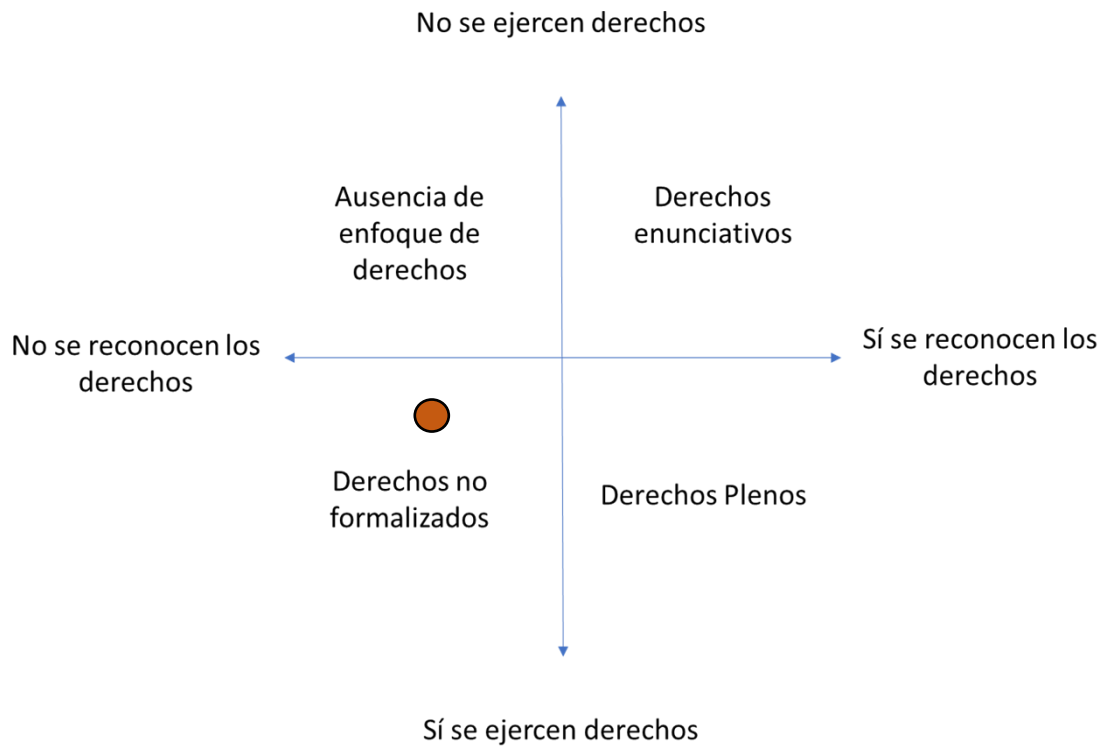 No se ejercen derechos
Ausencia de
enfoque de
derechos
Derechos
enunciativos
No se reconocen los
derechos
Sí se reconocen los
derechos
Derechos no
formalizados
Derechos Plenos
Sí se ejercen derechos